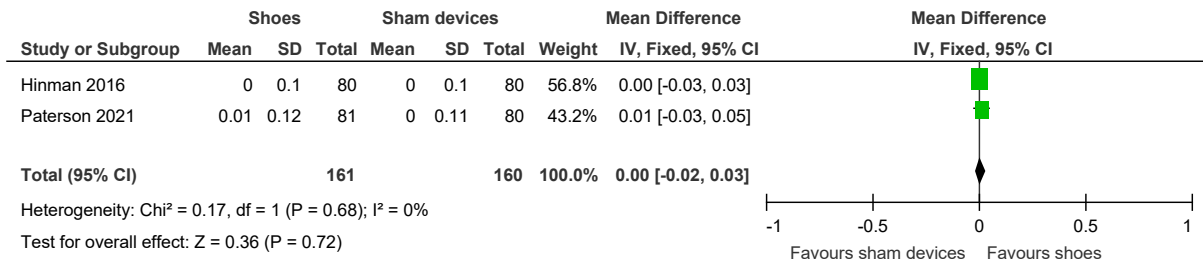 Shoes Sham devices Mean Difference Mean Difference
Study or Subgroup Mean SD Total Mean SD Total Weight IV, Fixed, 95% CI IV, Fixed, 95% CI
Hinman 2016 0 0.1 80 0 0.1 80 56.8% 0.00 [-0.03, 0.03]
Paterson 2021 0.01 0.12 81 0 0.11 80 43.2% 0.01 [-0.03, 0.05]
Total (95% CI) 161 160 100.0% 0.00 [-0.02, 0.03]
Heterogeneity: Chi² = 0.17, df = 1 (P = 0.68); I² = 0%
Test for overall effect: Z = 0.36 (P = 0.72)
-1 -0.5 0 0.5 1
Favours sham devices Favours shoes